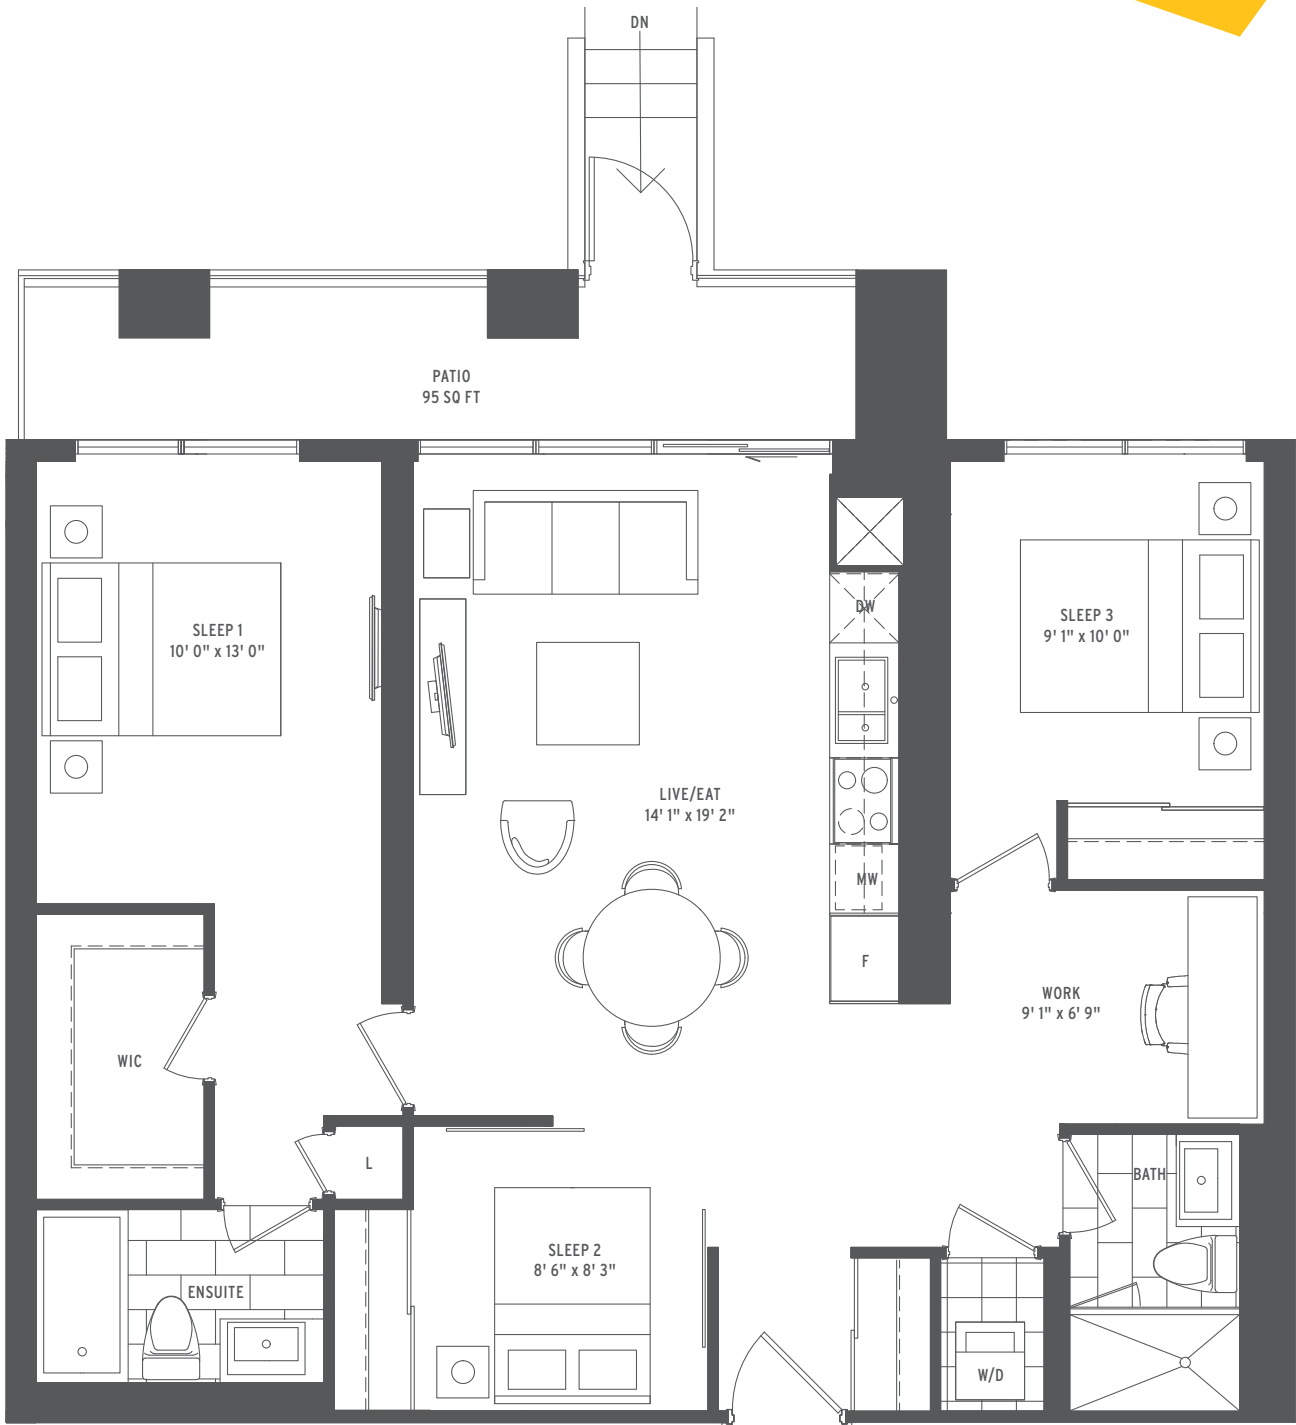 DN
PATIO
95 SQ FT
SLEEP 1
10' 0" x 13' 0"
DW
SLEEP 3
9' 1" x 10' 0"
LIVE/EAT
14' 1" x 19' 2"
MW
F
WORK
9' 1" x 6' 9"
WIC
L
BATH
SLEEP 2
8' 6" x 8' 3"
ENSUITE
W/D